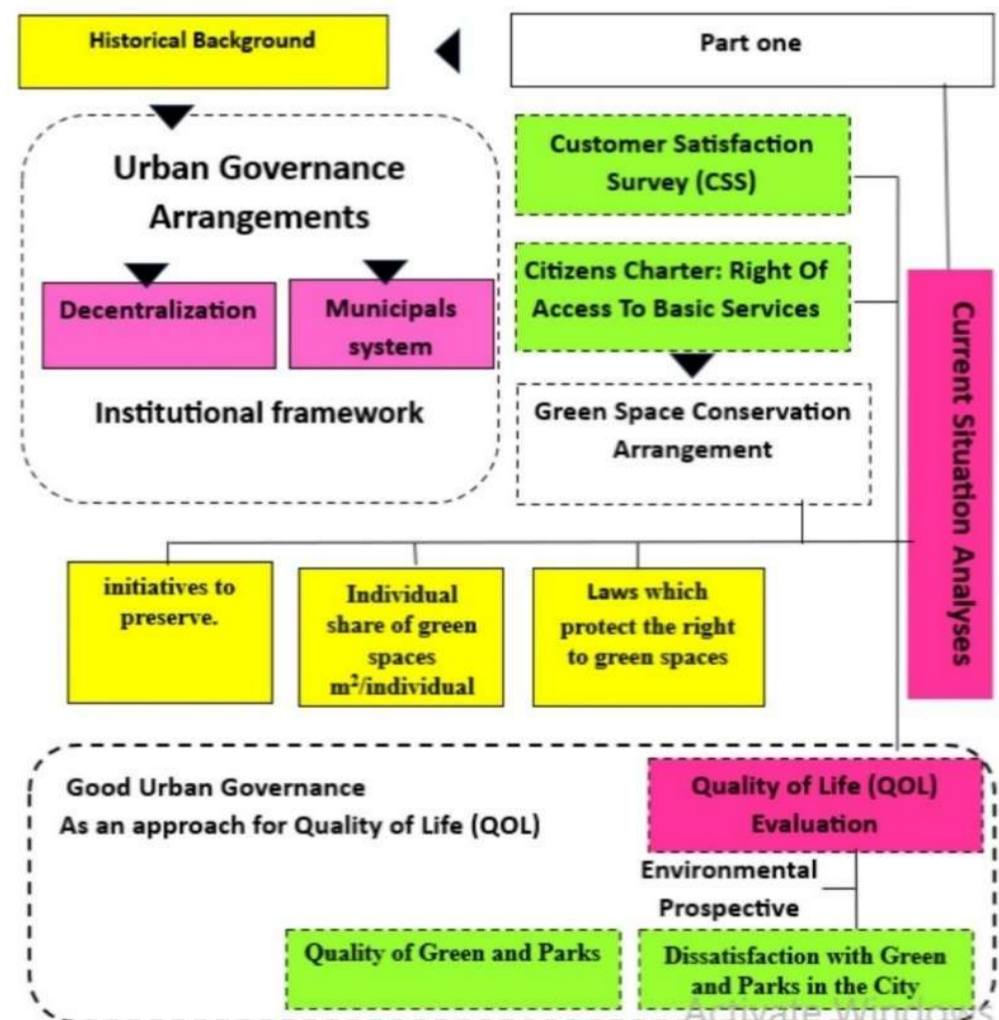 Historical Background
Part one
Urban Governance
Arrangements
Decentralization
Municipals
system
Institutional framework
Customer Satisfaction
Survey (CSS)
Citizens Charter: Right Of
Access To Basic Services
Green Space Conservation
Arrangement
Current Situation Analyses
initiatives to
preserve.
Individual
share of green
spaces
m²/individual
Laws which
protect the right
to green spaces
Good Urban Governance
As an approach for Quality of Life (QOL)
Quality of Life (QOL)
Evaluation
Environmental
Prospective
Quality of Green and Parks
Dissatisfaction with Green
and Parks in the City
Activate Windows